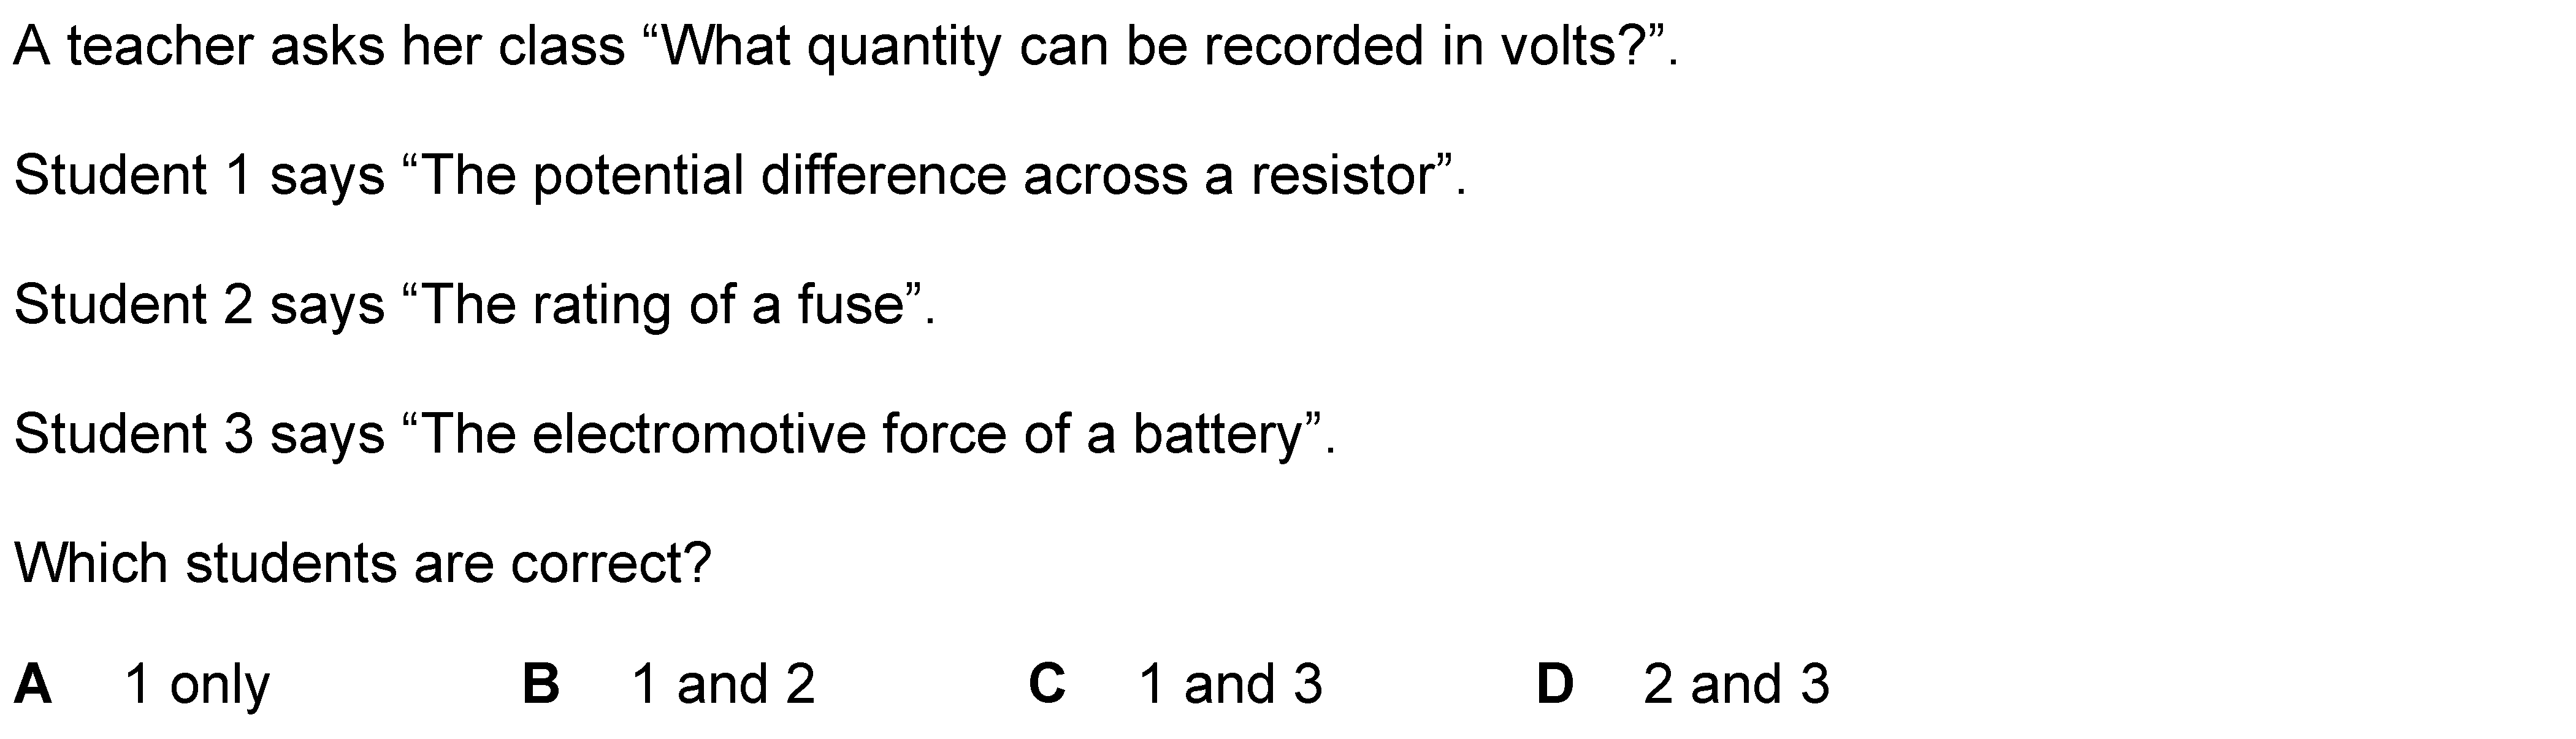 A teacher asks her class “What quantity can be recorded in volts?”.
Student 1 says “The potential difference across a resistor”.
Student 2 says “The rating of a fuse”.
Student 3 says “The electromotive force of a battery”.
Which students are correct?
A 1 only B 1 and 2 C 1 and 3 D 2 and 3